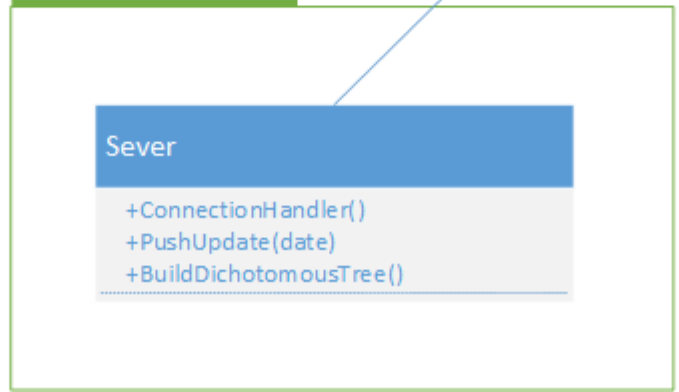 Sever
+ConnectionHandler()
+PushUpdate(date)
+BuildDichotomousTree()